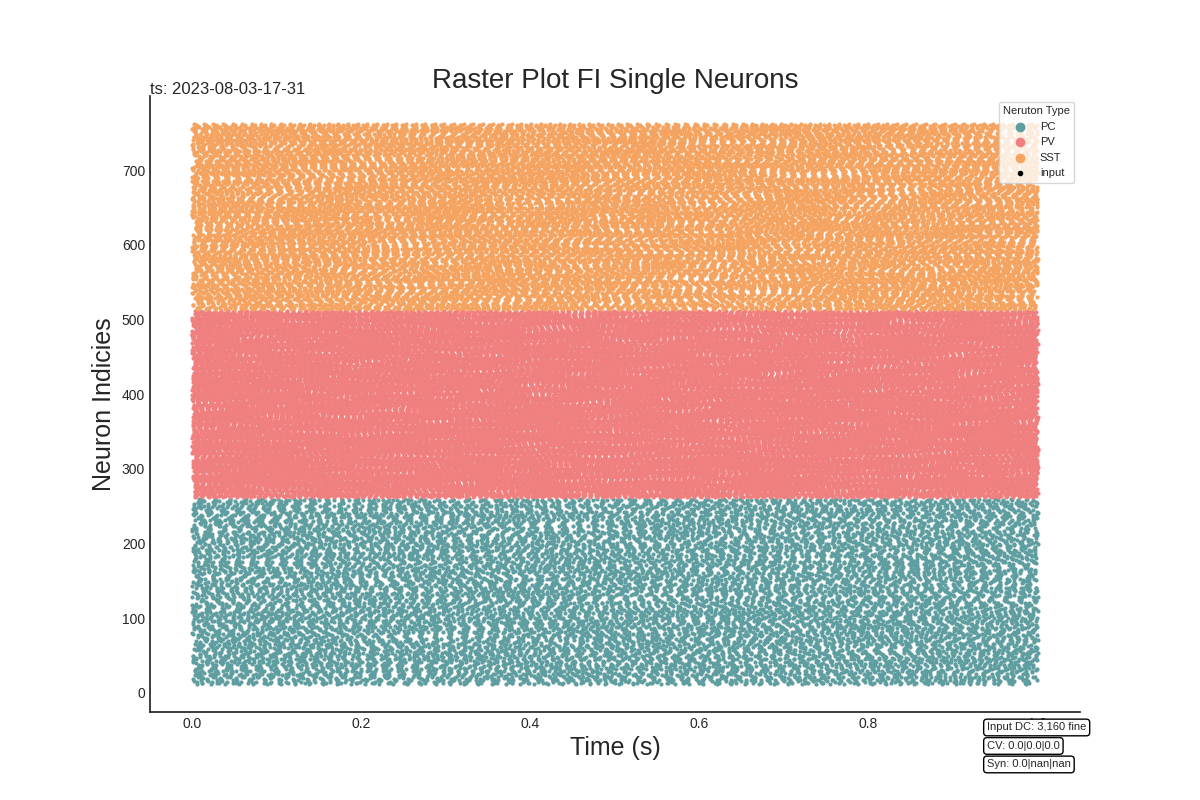 Raster Plot FI Single Neurons
ts: 2023-08-03-17-31
Neruton Type
PC
PV
SST
input
Neuron Indicies
700
600
500
400
300
200
100
0
0.0 0.2 0.4 0.6 0.8
Time (s)
Input DC: 3,160 fine
CV: 0.0|0.0|0.0
Syn: 0.0|nan|nan